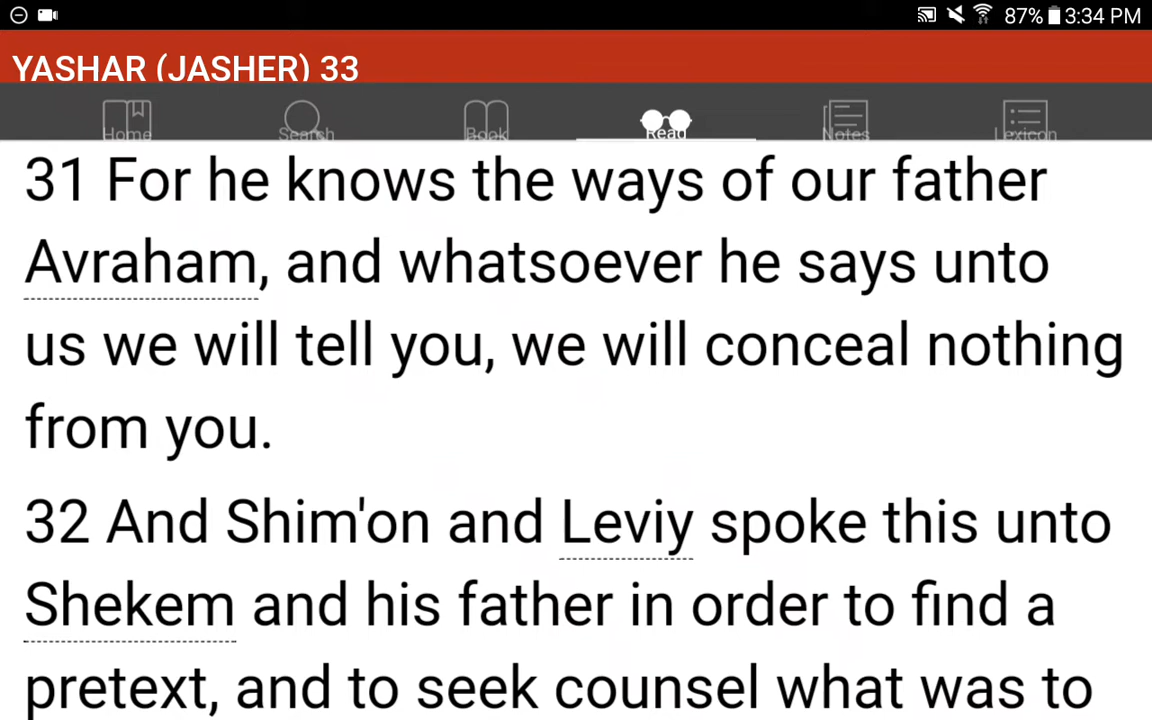 87% 3:34 PM
YASHAR (JASHER) 33
Home Search Book Read Notes Lexicon
31 For he knows the ways of our father
Avraham, and whatsoever he says unto
us we will tell you, we will conceal nothing
from you.
32 And Shim'on and Leviy spoke this unto
Shekem and his father in order to find a
pretext, and to seek counsel what was to